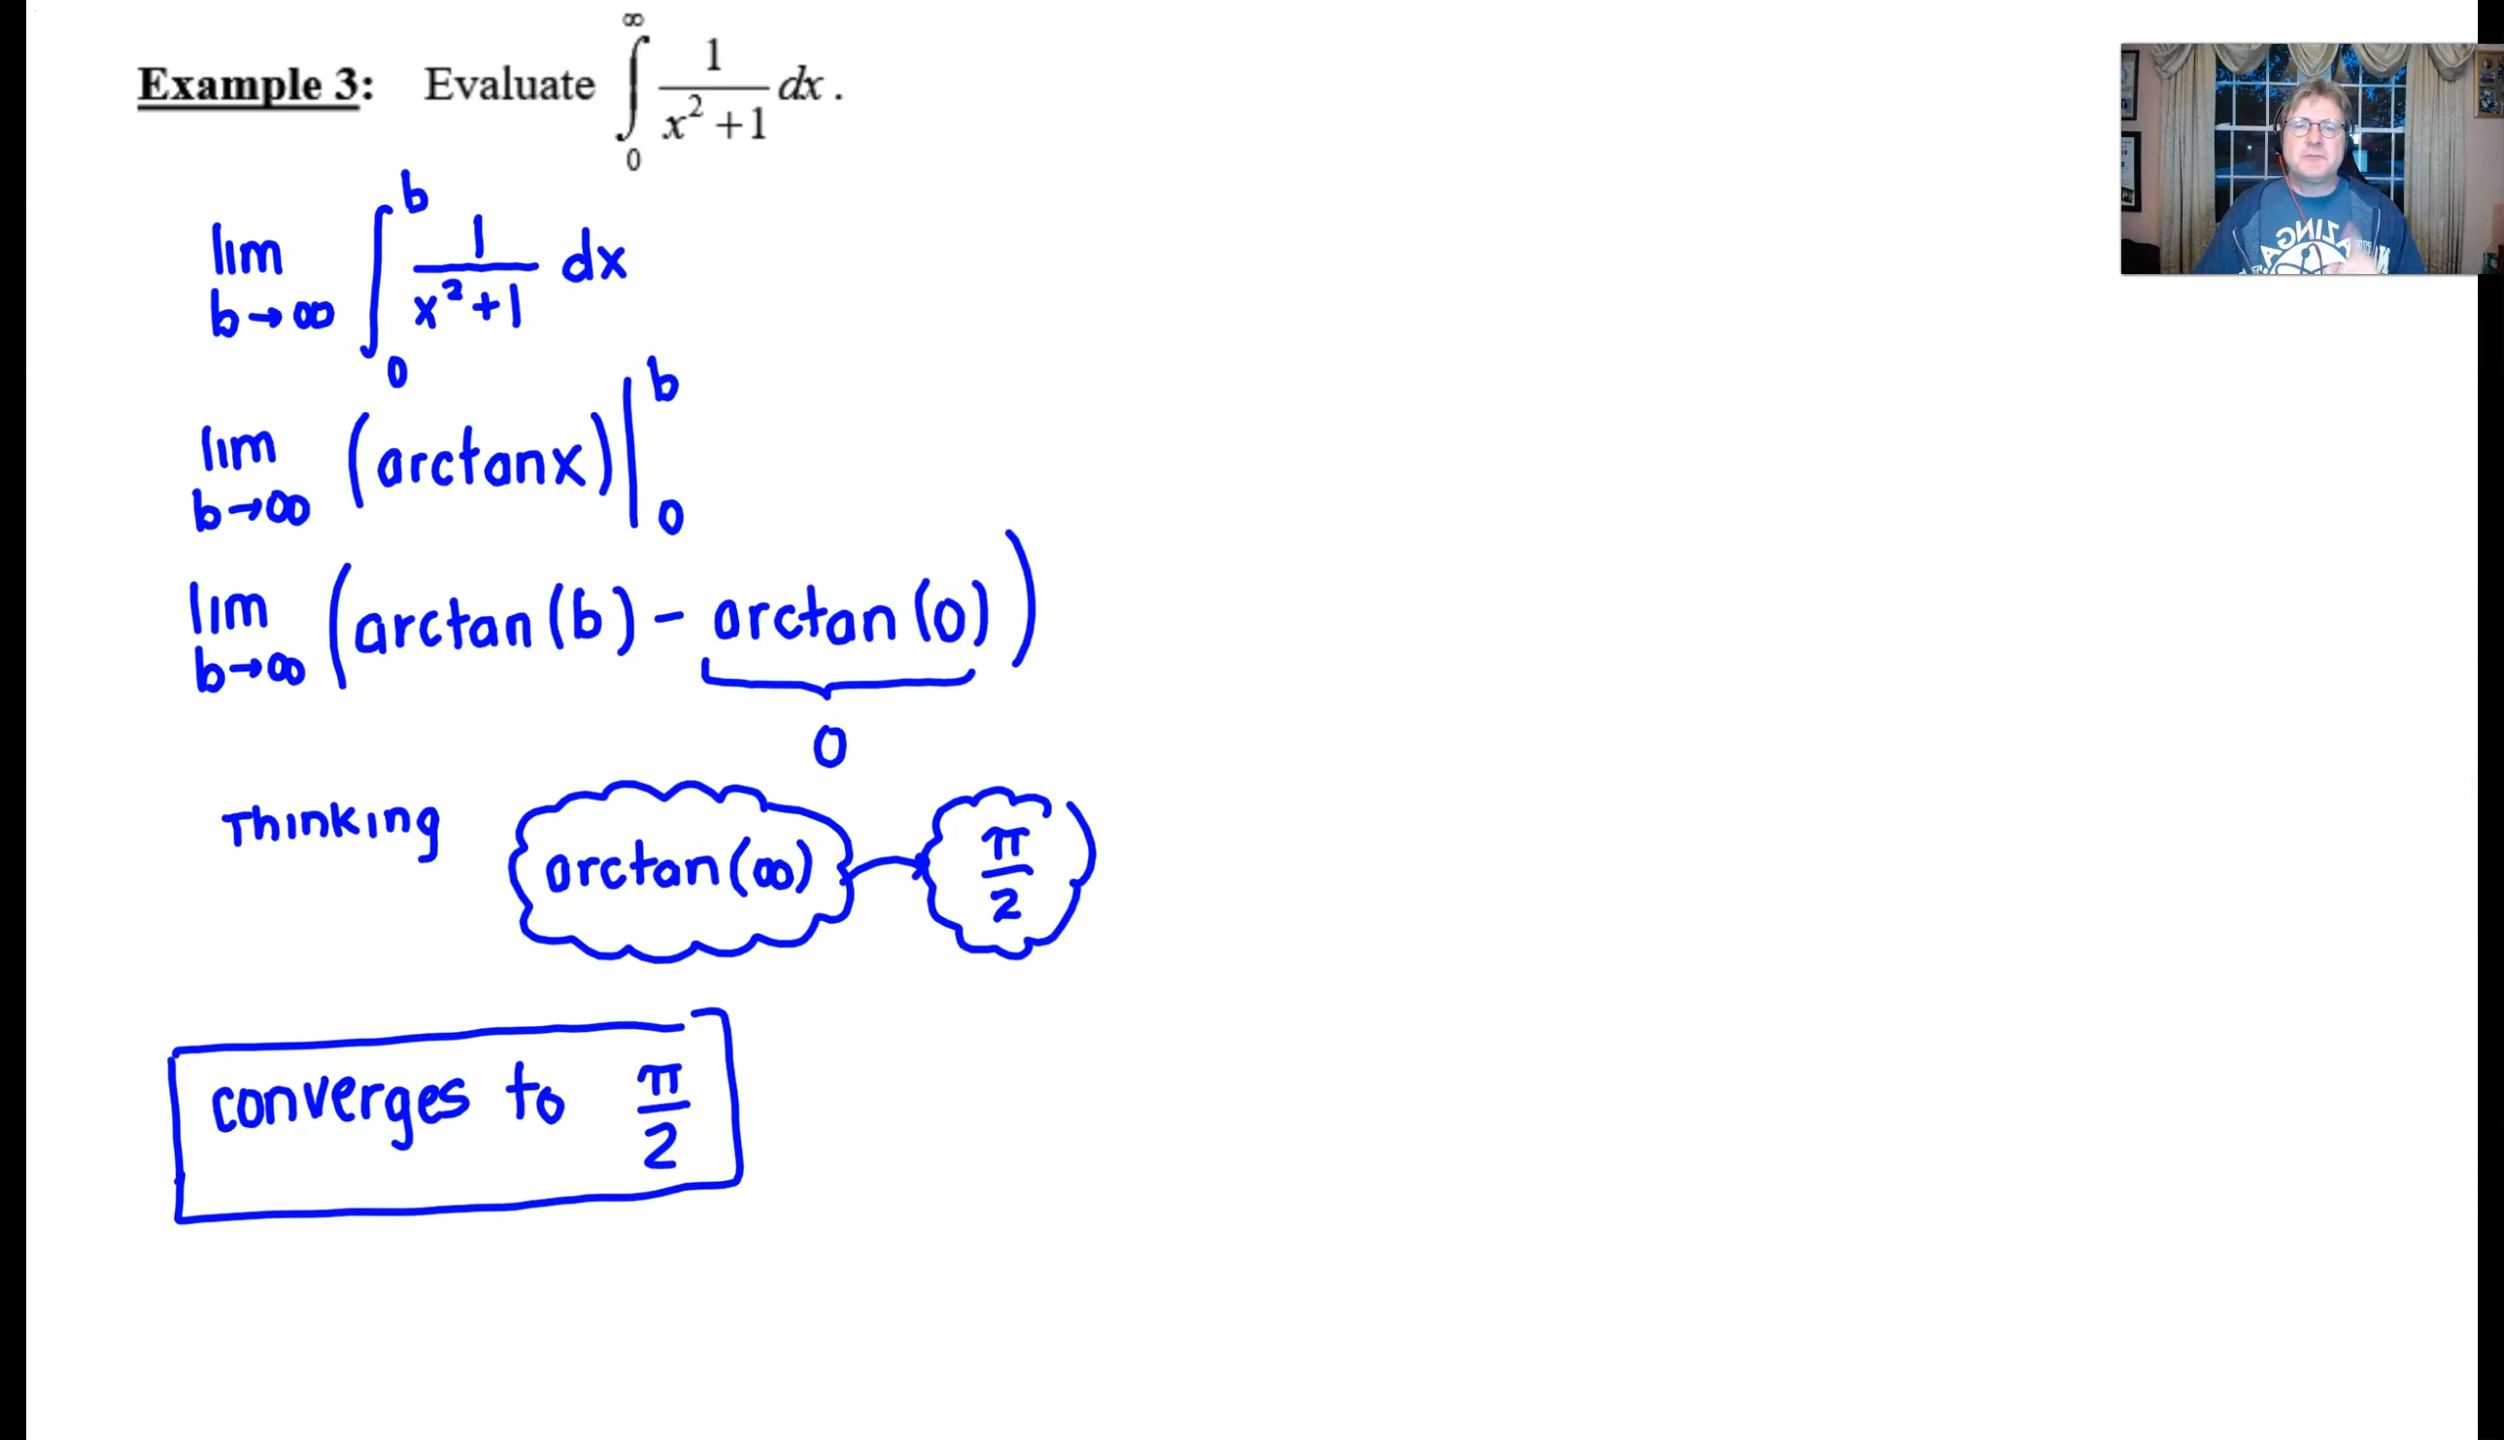 Example 3: Evaluate ∫₀^∞ 1/(x²+1) dx.
lim b→∞ ∫₀^b 1/(x²+1) dx
lim b→∞ (arctanx)|₀^b
lim b→∞ (arctan(b) - arctan(0))
0
Thinking arctan(∞) π/2
converges to π/2